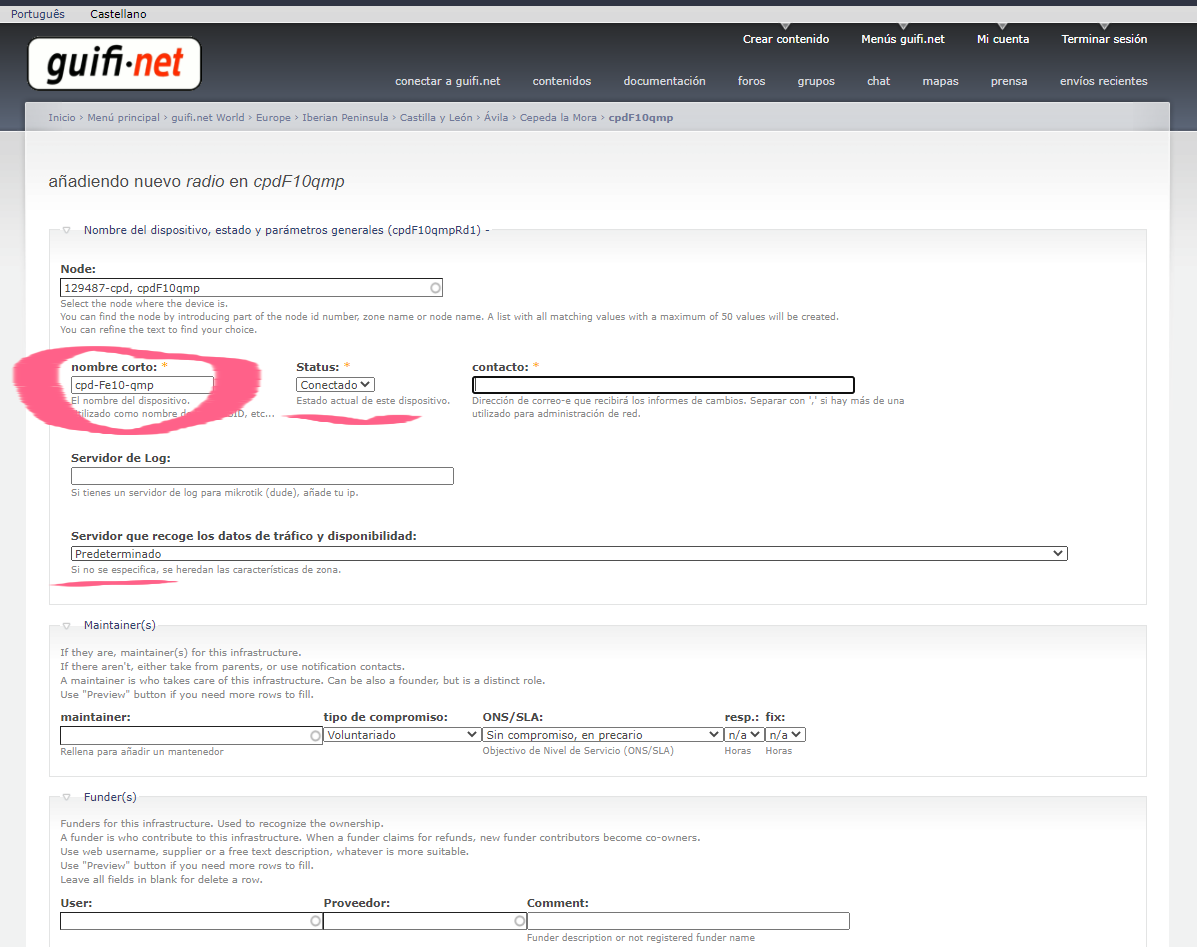 Português Castellano
Crear contenido Menús guifi.net Mi cuenta Terminar sesión
guifi·net
conectar a guifi.net contenidos documentación foros grupos chat mapas prensa envíos recientes
Inicio › Menú principal › guifi.net World › Europe › Iberian Peninsula › Castilla y León › Ávila › Cepeda la Mora › cpdF10qmp
añadiendo nuevo radio en cpdF10qmp
Nombre del dispositivo, estado y parámetros generales (cpdF10qmpRd1) -
Node:
129487-cpd, cpdF10qmp
Select the node where the device is.
You can find the node by introducing part of the node id number, zone name or node name. A list with all matching values with a maximum of 50 values will be created.
You can refine the text to find your choice.
nombre corto: * Status: * contacto: *
cpd-Fe10-qmp Conectado
El nombre del dispositivo. Estado actual de este dispositivo. Dirección de correo-e que recibirá los informes de cambios. Separar con ',' si hay más de una
utilizado como nombre etc... utilizado para administración de red.
Servidor de Log:
Si tienes un servidor de log para mikrotik (dude), añade tu ip.
Servidor que recoge los datos de tráfico y disponibilidad:
Predeterminado
Si no se especifica, se heredan las características de zona.
Maintainer(s)
If they are, maintainer(s) for this infrastructure.
If there aren't, either take from parents, or use notification contacts.
A maintainer is who takes care of this infrastructure. Can be also a founder, but is a distinct role.
Use "Preview" button if you need more rows to fill.
maintainer: tipo de compromiso: ONS/SLA: resp.: fix:
Voluntariado Sin compromiso, en precario n/a n/a
Rellena para añadir un mantenedor Objectivo de Nivel de Servicio (ONS/SLA) Horas Horas
Funder(s)
Funders for this infrastructure. Used to recognize the ownership.
A funder is who contribute to this infrastructure. When a funder claims for refunds, new funder contributors become co-owners.
Use web username, supplier or a free text description, whatever is more suitable.
Use "Preview" button if you need more rows to fill.
Leave all fields in blank for delete a row.
User: Proveedor: Comment:
Funder description or not registered funder name